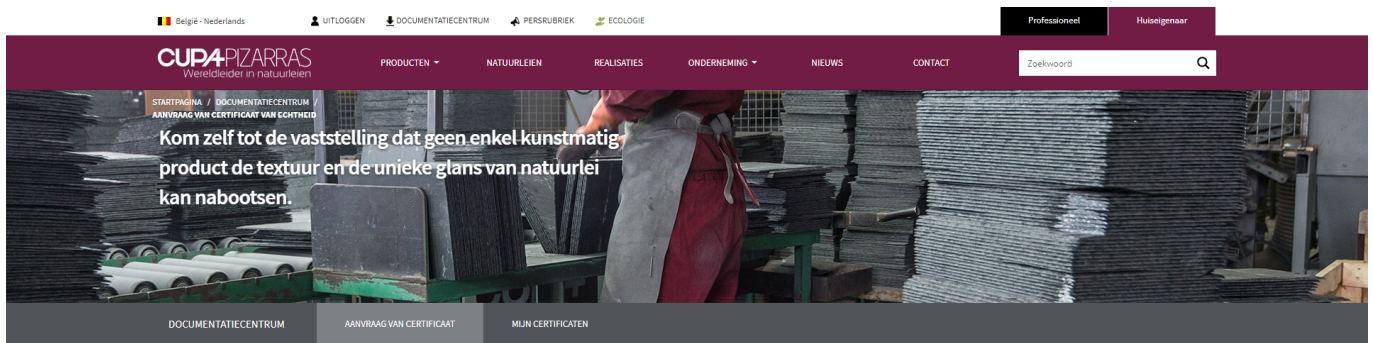 België - Nederlands
UITLOGGEN
DOCUMENTATIECENTRUM
PERSRUBRIEK
ECOLOGIE
Professioneel
Huiseigenaar
CUPA PIZARRAS
Wereldleider in natuurleien
PRODUCTEN
NATUURLEIEN
REALISATIES
ONDERNEMING
NIEUWS
CONTACT
Zoekwoord
STARTPAGINA / DOCUMENTATIECENTRUM /
AANVRAAG VAN CERTIFICAAT VAN ECHTHEID
Kom zelf tot de vaststelling dat geen enkel kunstmatig
product de textuur en de unieke glans van natuurlei
kan nabootsen.
DOCUMENTATIECENTRUM
AANVRAAG VAN CERTIFICAAT
MIJN CERTIFICATEN